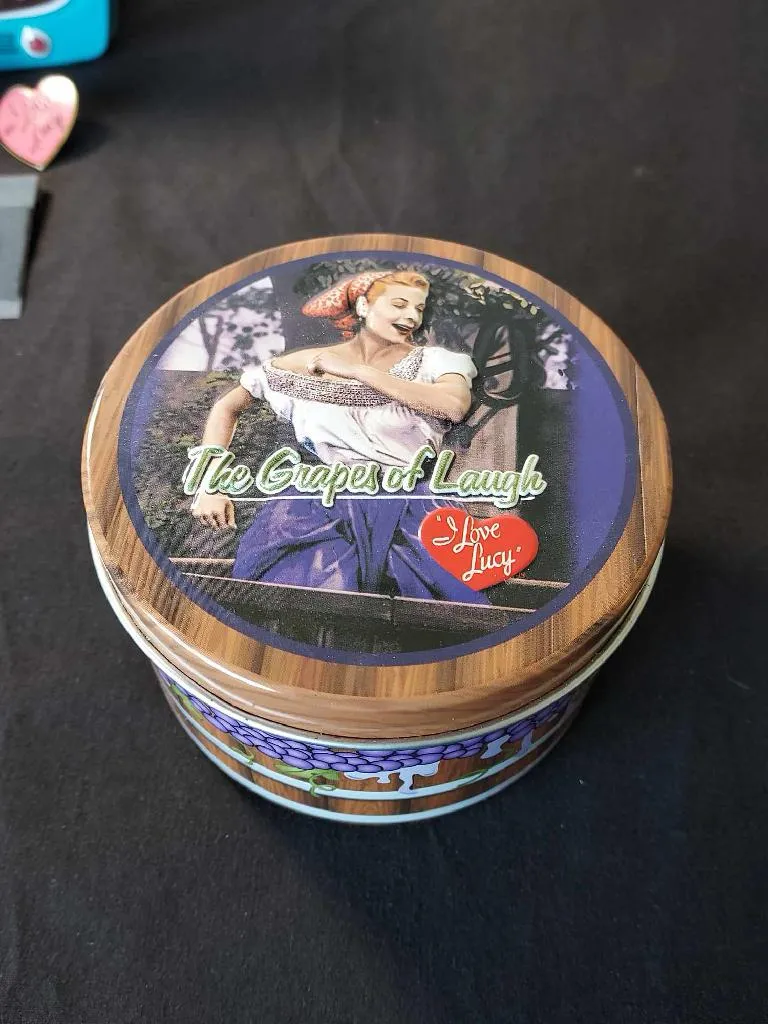 The Grapes of Laugh
"I Love
Lucy"